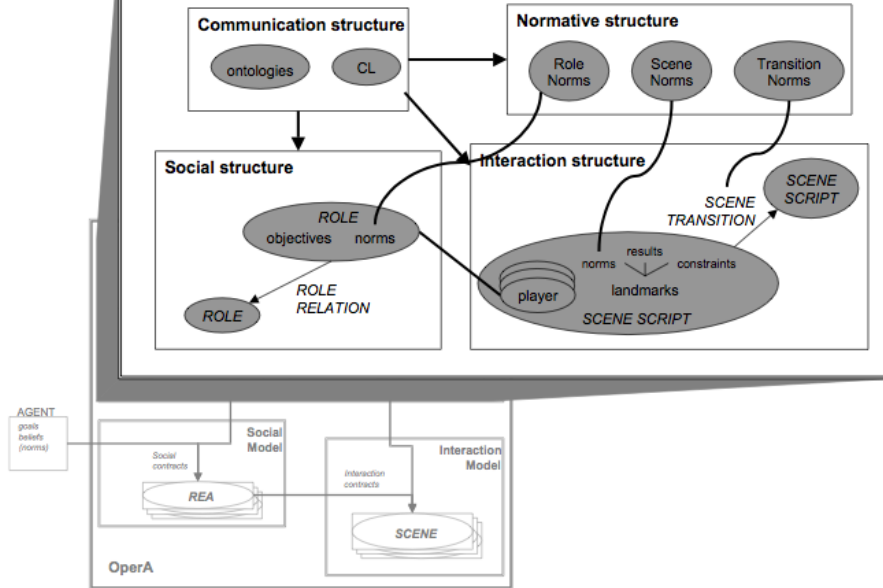 Communication structure
ontologies
CL
Normative structure
Role
Norms
Scene
Norms
Transition
Norms
Social structure
ROLE
objectives norms
ROLE
RELATION
ROLE
Interaction structure
SCENE
TRANSITION
SCENE
SCRIPT
results
norms constraints
landmarks
player
SCENE SCRIPT
AGENT
goals
beliefs
(norms)
Social
Model
Social
contracts
REA
Interaction
Model
Interaction
contracts
SCENE
OperA